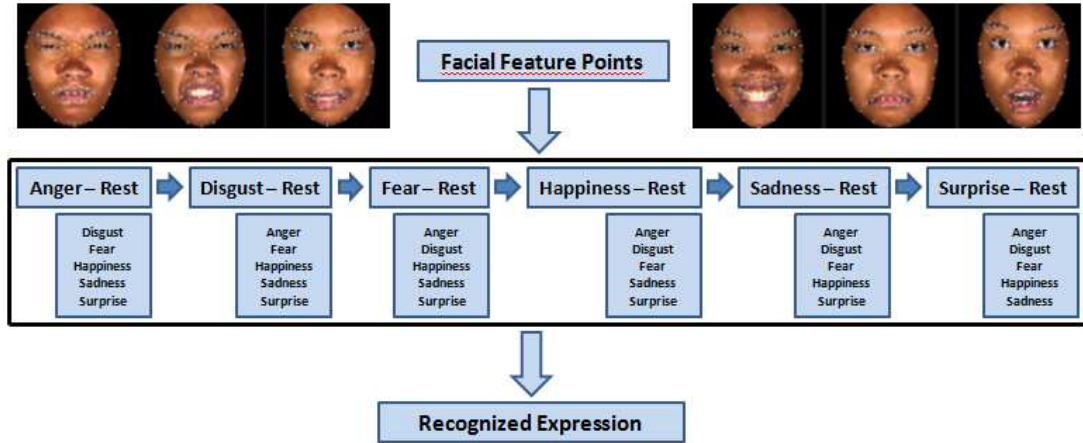 Facial Feature Points
Anger – Rest
Disgust – Rest
Fear – Rest
Happiness – Rest
Sadness – Rest
Surprise – Rest
Disgust
Fear
Happiness
Sadness
Surprise
Anger
Fear
Happiness
Sadness
Surprise
Anger
Disgust
Happiness
Sadness
Surprise
Anger
Disgust
Fear
Sadness
Surprise
Anger
Disgust
Fear
Happiness
Surprise
Anger
Disgust
Fear
Happiness
Sadness
Recognized Expression